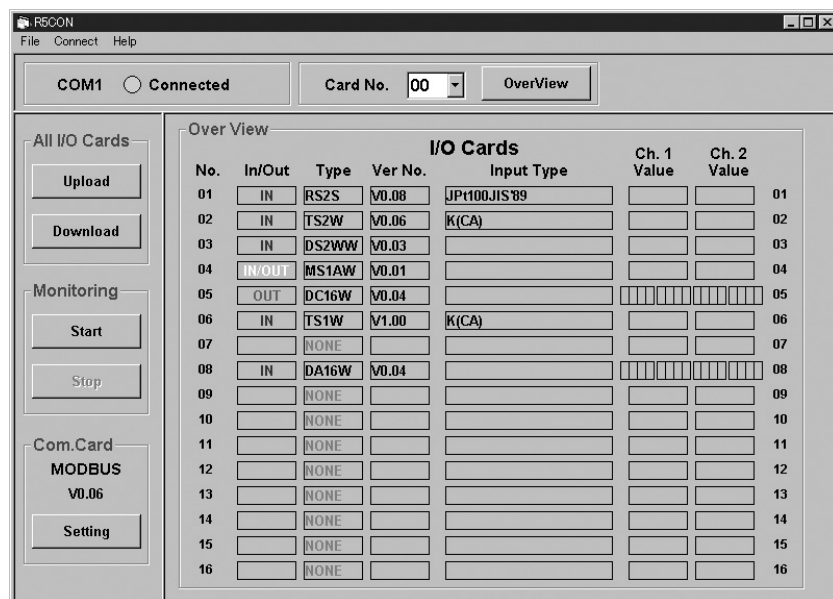 R5CON
File Connect Help
COM1 Connected Card No. 00 OverView
All I/O Cards
Upload
Download
Monitoring
Start
Stop
Com.Card
MODBUS
V0.06
Setting
Over View
I/O Cards
No. In/Out Type Ver No. Input Type Ch. 1 Value Ch. 2 Value
01 IN RS2S V0.08 JPt100JIS'89 01
02 IN TS2W V0.06 K(CA) 02
03 IN DS2WW V0.03 03
04 IN/OUT MS1AW V0.01 04
05 OUT DC16W V0.04 05
06 IN TS1W V1.00 K(CA) 06
07 NONE 07
08 IN DA16W V0.04 08
09 NONE 09
10 NONE 10
11 NONE 11
12 NONE 12
13 NONE 13
14 NONE 14
15 NONE 15
16 NONE 16